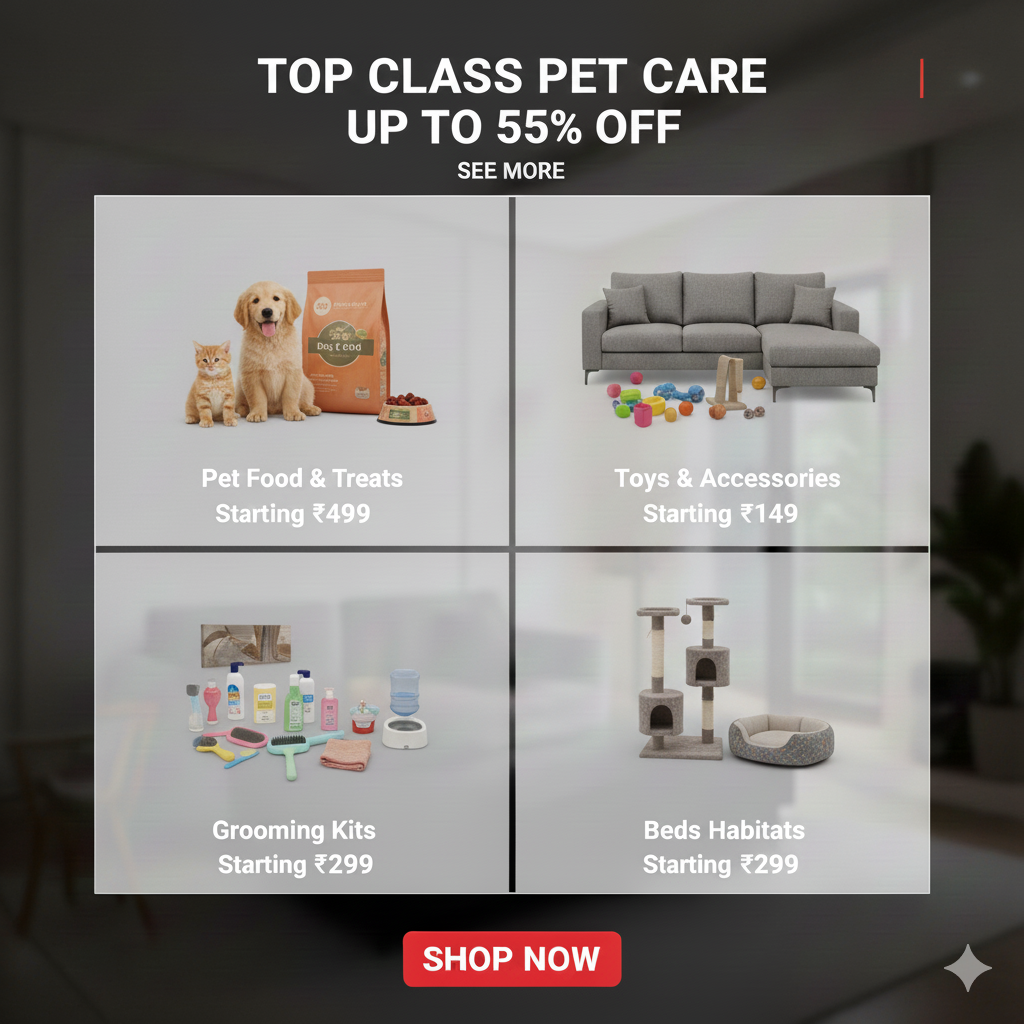 TOP CLASS PET CARE
UP TO 55% OFF
SEE MORE
Pet Food & Treats
Starting ₹499
Toys & Accessories
Starting ₹149
Grooming Kits
Starting ₹299
Beds Habitats
Starting ₹299
SHOP NOW